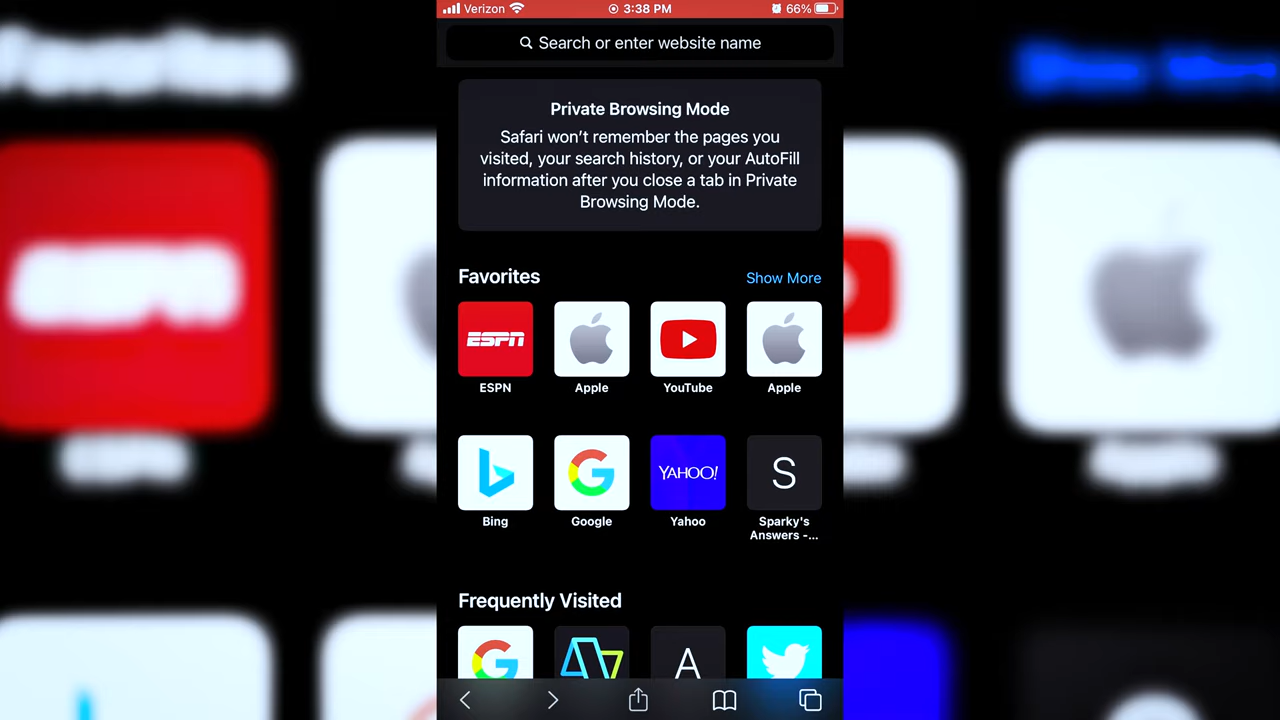 Verizon 3:38 PM 66%
Search or enter website name
Private Browsing Mode
Safari won't remember the pages you
visited, your search history, or your AutoFill
information after you close a tab in Private
Browsing Mode.
Favorites Show More
ESPN
ESPN Apple YouTube Apple
YAHOO! S
Bing Google Yahoo Sparky's
Answers -...
Frequently Visited
A